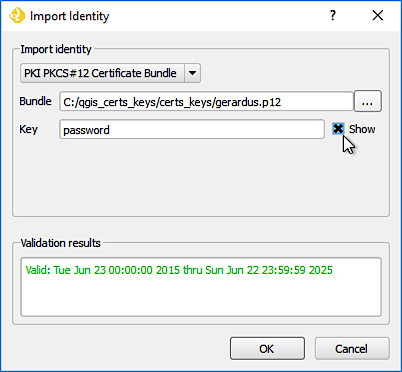 Import Identity
?
Import identity
PKI PKCS#12 Certificate Bundle
Bundle C:/qgis_certs_keys/certs_keys/gerardus.p12 ...
Key password Show
Validation results
Valid: Tue Jun 23 00:00:00 2015 thru Sun Jun 22 23:59:59 2025
OK Cancel